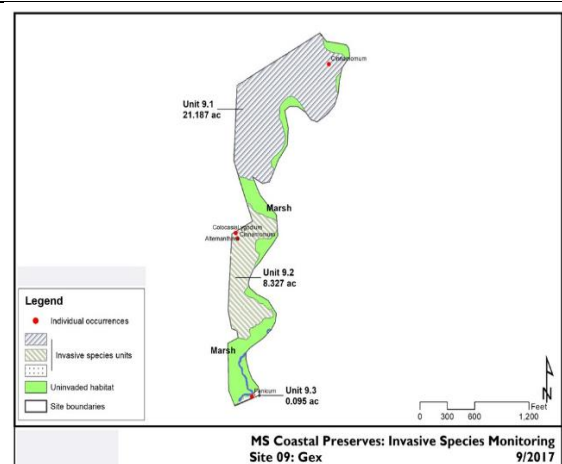 Cinnamomum
Unit 9.1
21.187 ac
Marsh
Colocasia Lygodium
Alternanthera Cinnamomum
Unit 9.2
8.327 ac
Legend
Individual occurrences
Invasive species units
Uninvaded habitat
Site boundaries
Marsh
Panicum
Unit 9.3
0.095 ac
N
Feet
0 300 600 1,200
MS Coastal Preserves: Invasive Species Monitoring
Site 09: Gex 9/2017